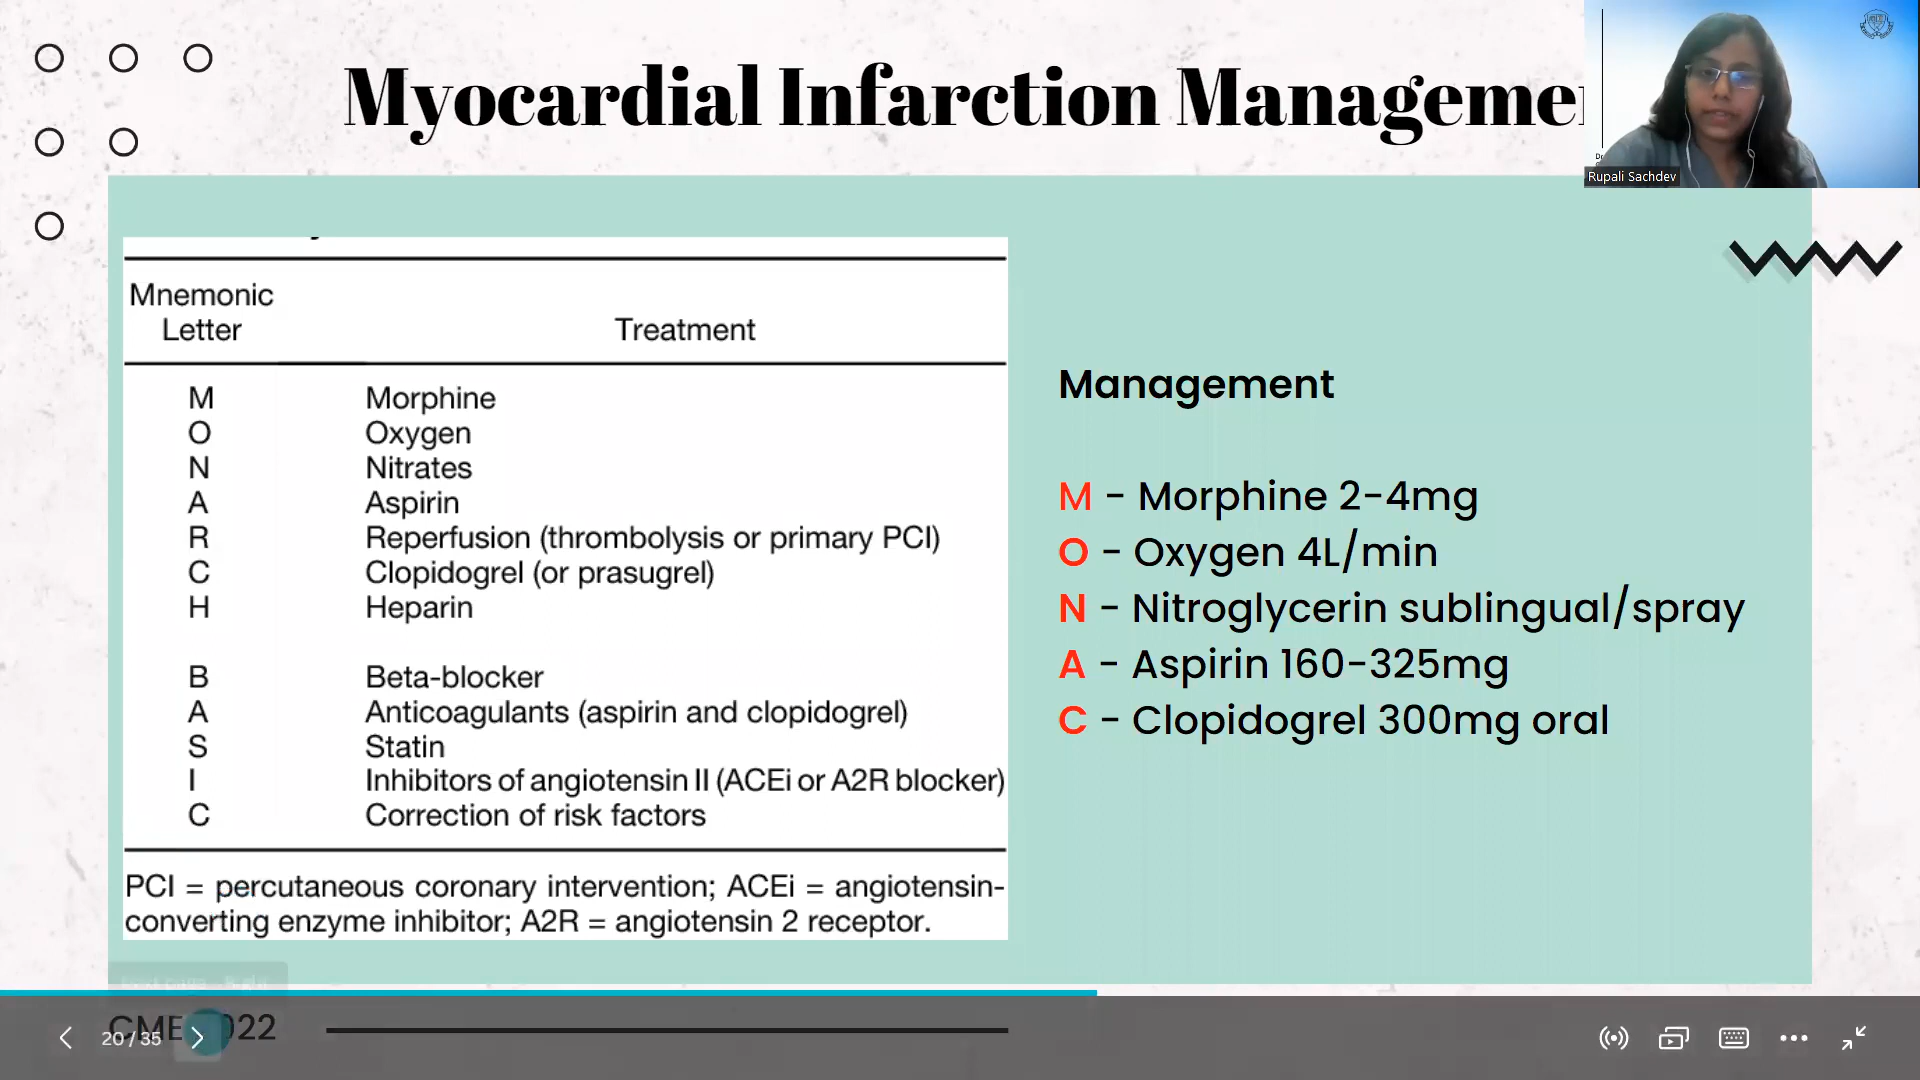 Myocardial Infarction Manageme
Rupali Sachdev
Mnemonic
Letter Treatment
M Morphine
O Oxygen
N Nitrates
A Aspirin
R Reperfusion (thrombolysis or primary PCI)
C Clopidogrel (or prasugrel)
H Heparin
B Beta-blocker
A Anticoagulants (aspirin and clopidogrel)
S Statin
I Inhibitors of angiotensin II (ACEi or A2R blocker)
C Correction of risk factors
PCI = percutaneous coronary intervention; ACEi = angiotensin-
converting enzyme inhibitor; A2R = angiotensin 2 receptor.
Management
M - Morphine 2-4mg
O - Oxygen 4L/min
N - Nitroglycerin sublingual/spray
A - Aspirin 160-325mg
C - Clopidogrel 300mg oral
20/35